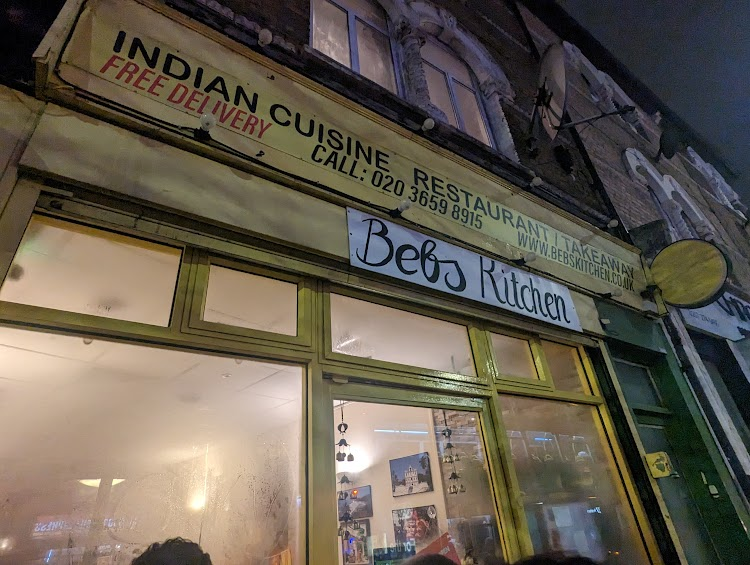 INDIAN CUISINE RESTAURANT / TAKEAWAY
FREE DELIVERY
CALL: 020 3659 8915
WWW.BEBSKITCHEN.CO.UK
Bebs Kitchen